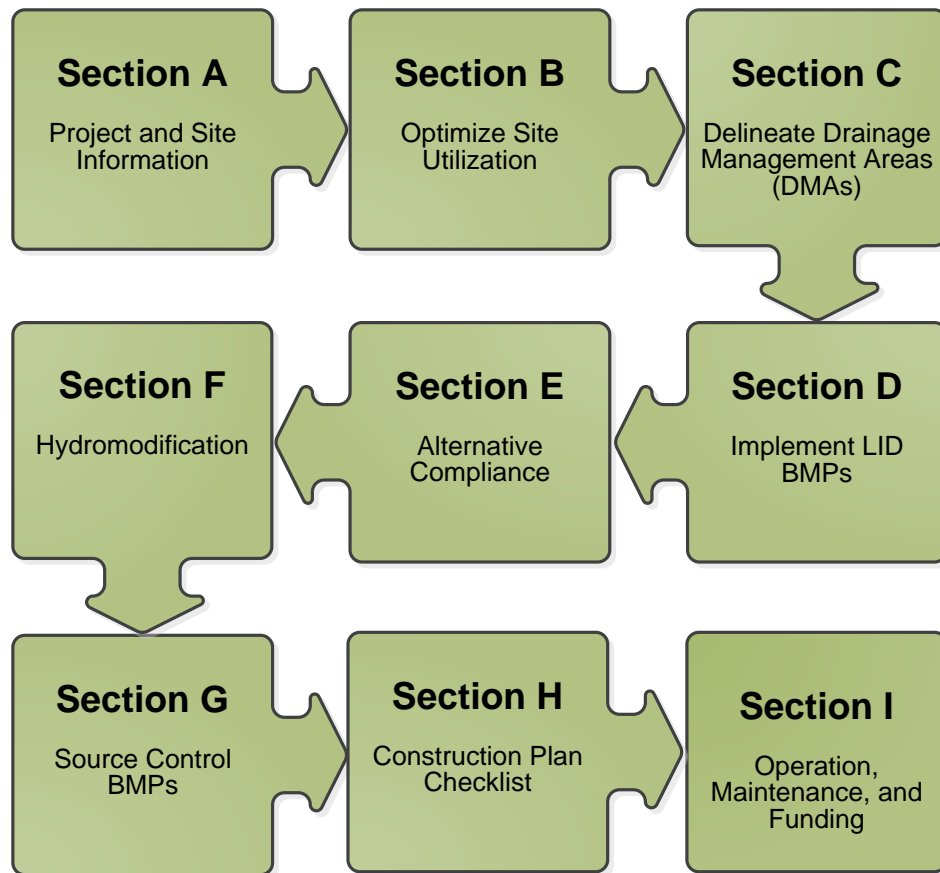 Section A
Project and Site
Information
Section B
Optimize Site
Utilization
Section C
Delineate Drainage
Management Areas
(DMAs)
Section D
Implement LID
BMPs
Section E
Alternative
Compliance
Section F
Hydromodification
Section G
Source Control
BMPs
Section H
Construction Plan
Checklist
Section I
Operation,
Maintenance, and
Funding